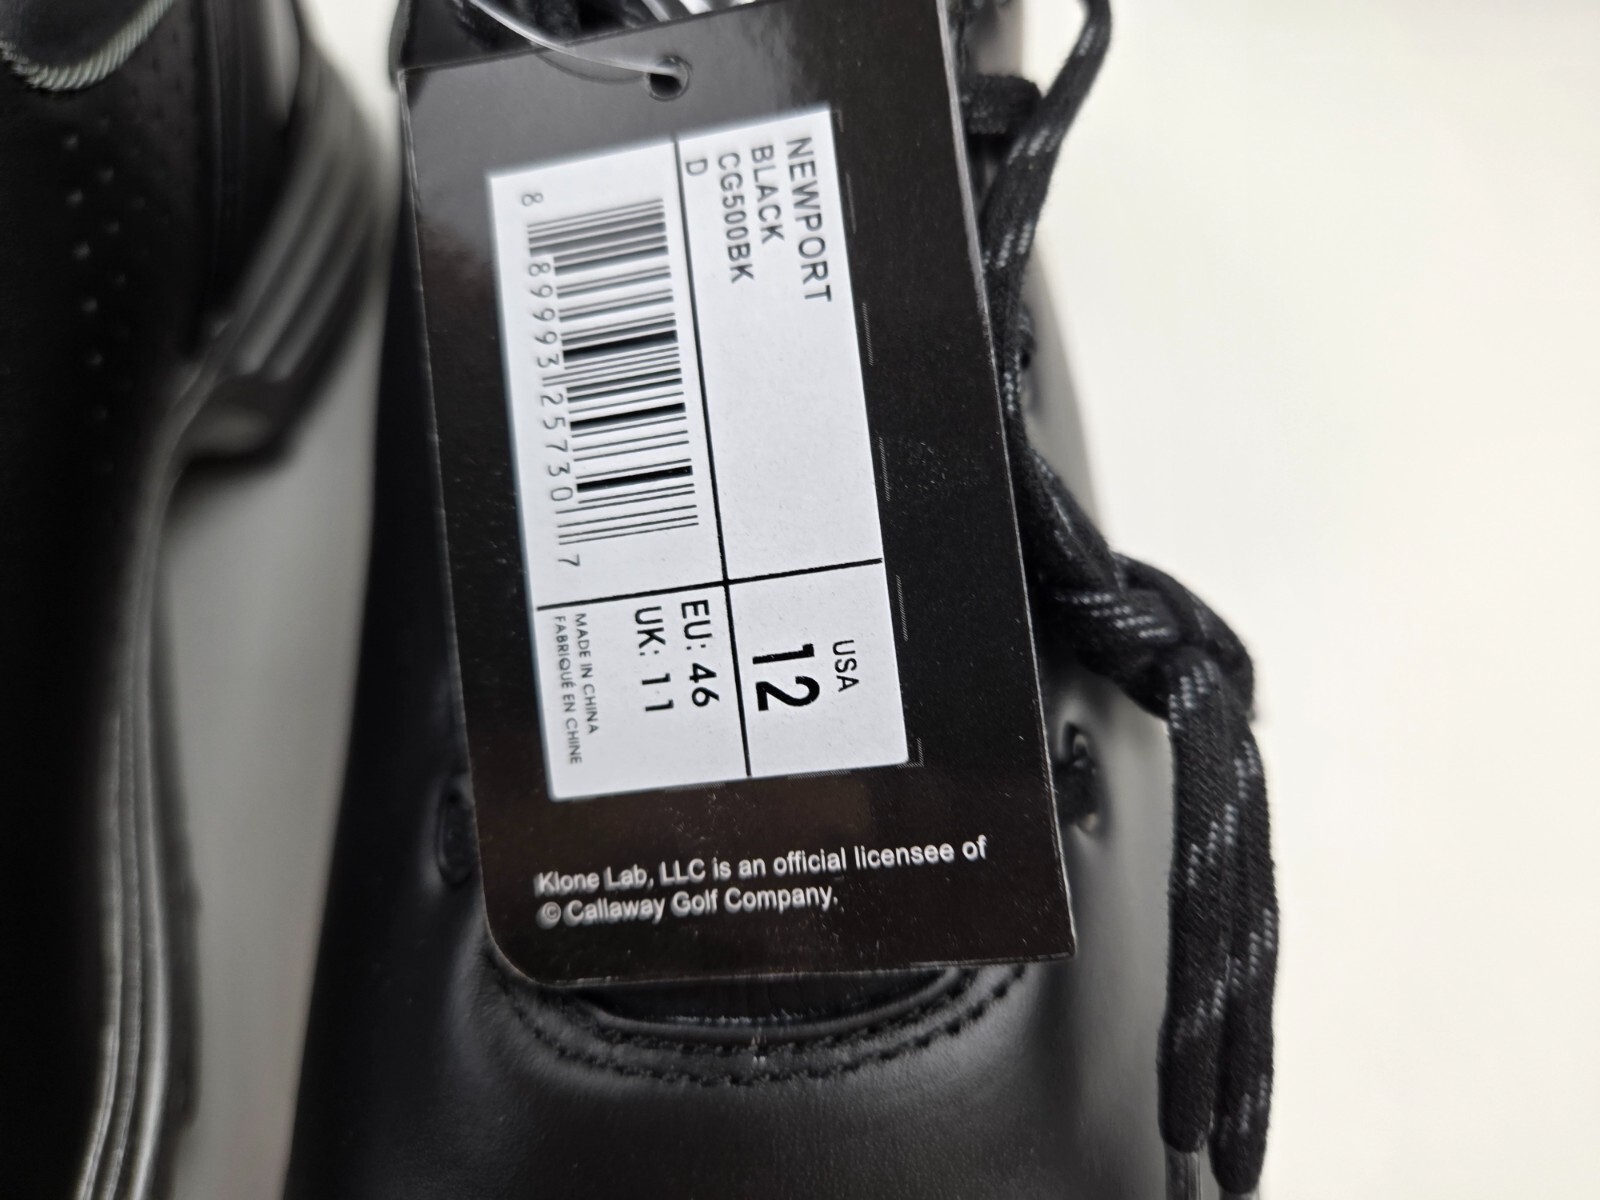 NEWPORT
BLACK
CG500BK
D
8 89993 25730 7
USA
12
EU: 46
UK: 11
MADE IN CHINA
FABRIQUÉ EN CHINE
Klone Lab, LLC is an official licensee of
© Callaway Golf Company.